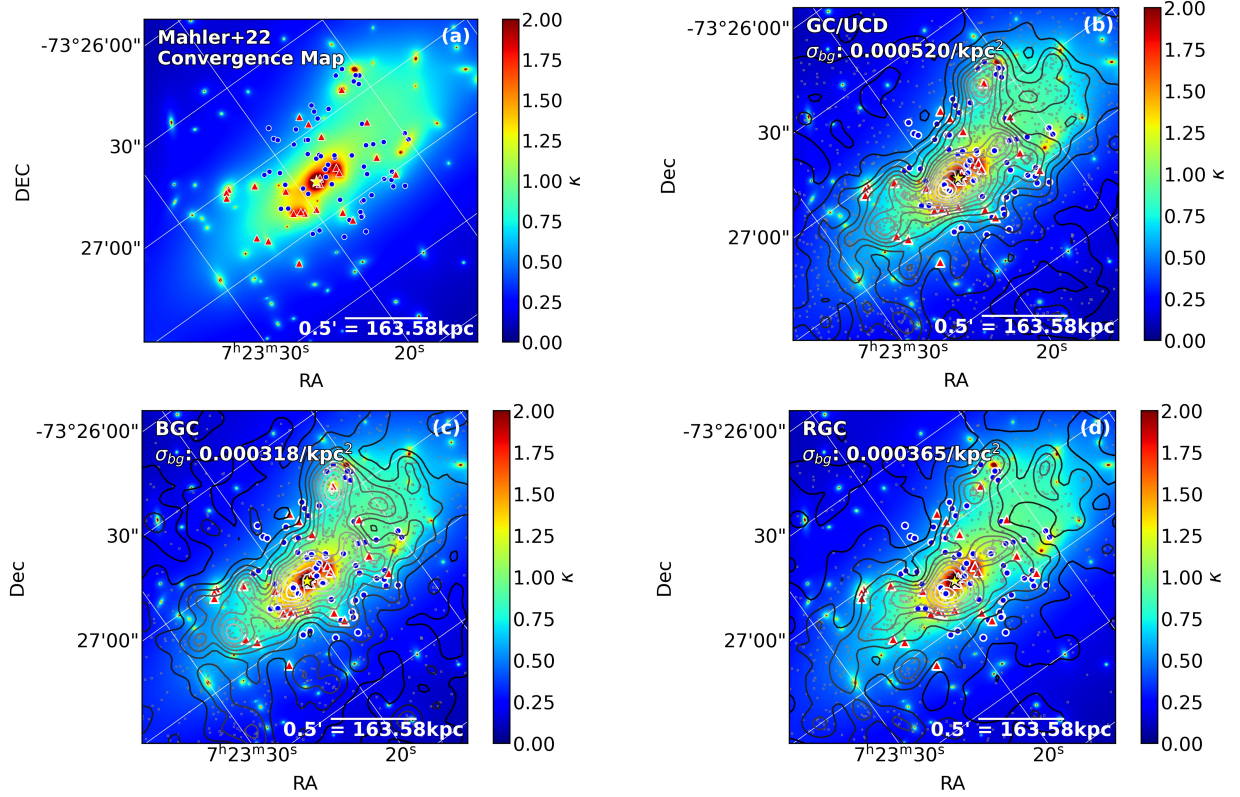 Mahler+22
Convergence Map
(a)
-73°26'00"
30"
27'00"
DEC
0.5' = 163.58kpc
7ʰ23ᵐ30ˢ
20ˢ
RA
2.00
1.75
1.50
1.25
1.00
0.75
0.50
0.25
0.00
κ
GC/UCD
σbg: 0.000520/kpc²
(b)
-73°26'00"
30"
27'00"
Dec
0.5' = 163.58kpc
7ʰ23ᵐ30ˢ
20ˢ
RA
2.00
1.75
1.50
1.25
1.00
0.75
0.50
0.25
0.00
κ
BGC
σbg: 0.000318/kpc²
(c)
-73°26'00"
30"
27'00"
Dec
0.5' = 163.58kpc
7ʰ23ᵐ30ˢ
20ˢ
RA
2.00
1.75
1.50
1.25
1.00
0.75
0.50
0.25
0.00
κ
RGC
σbg: 0.000365/kpc²
(d)
-73°26'00"
30"
27'00"
Dec
0.5' = 163.58kpc
7ʰ23ᵐ30ˢ
20ˢ
RA
2.00
1.75
1.50
1.25
1.00
0.75
0.50
0.25
0.00
κ